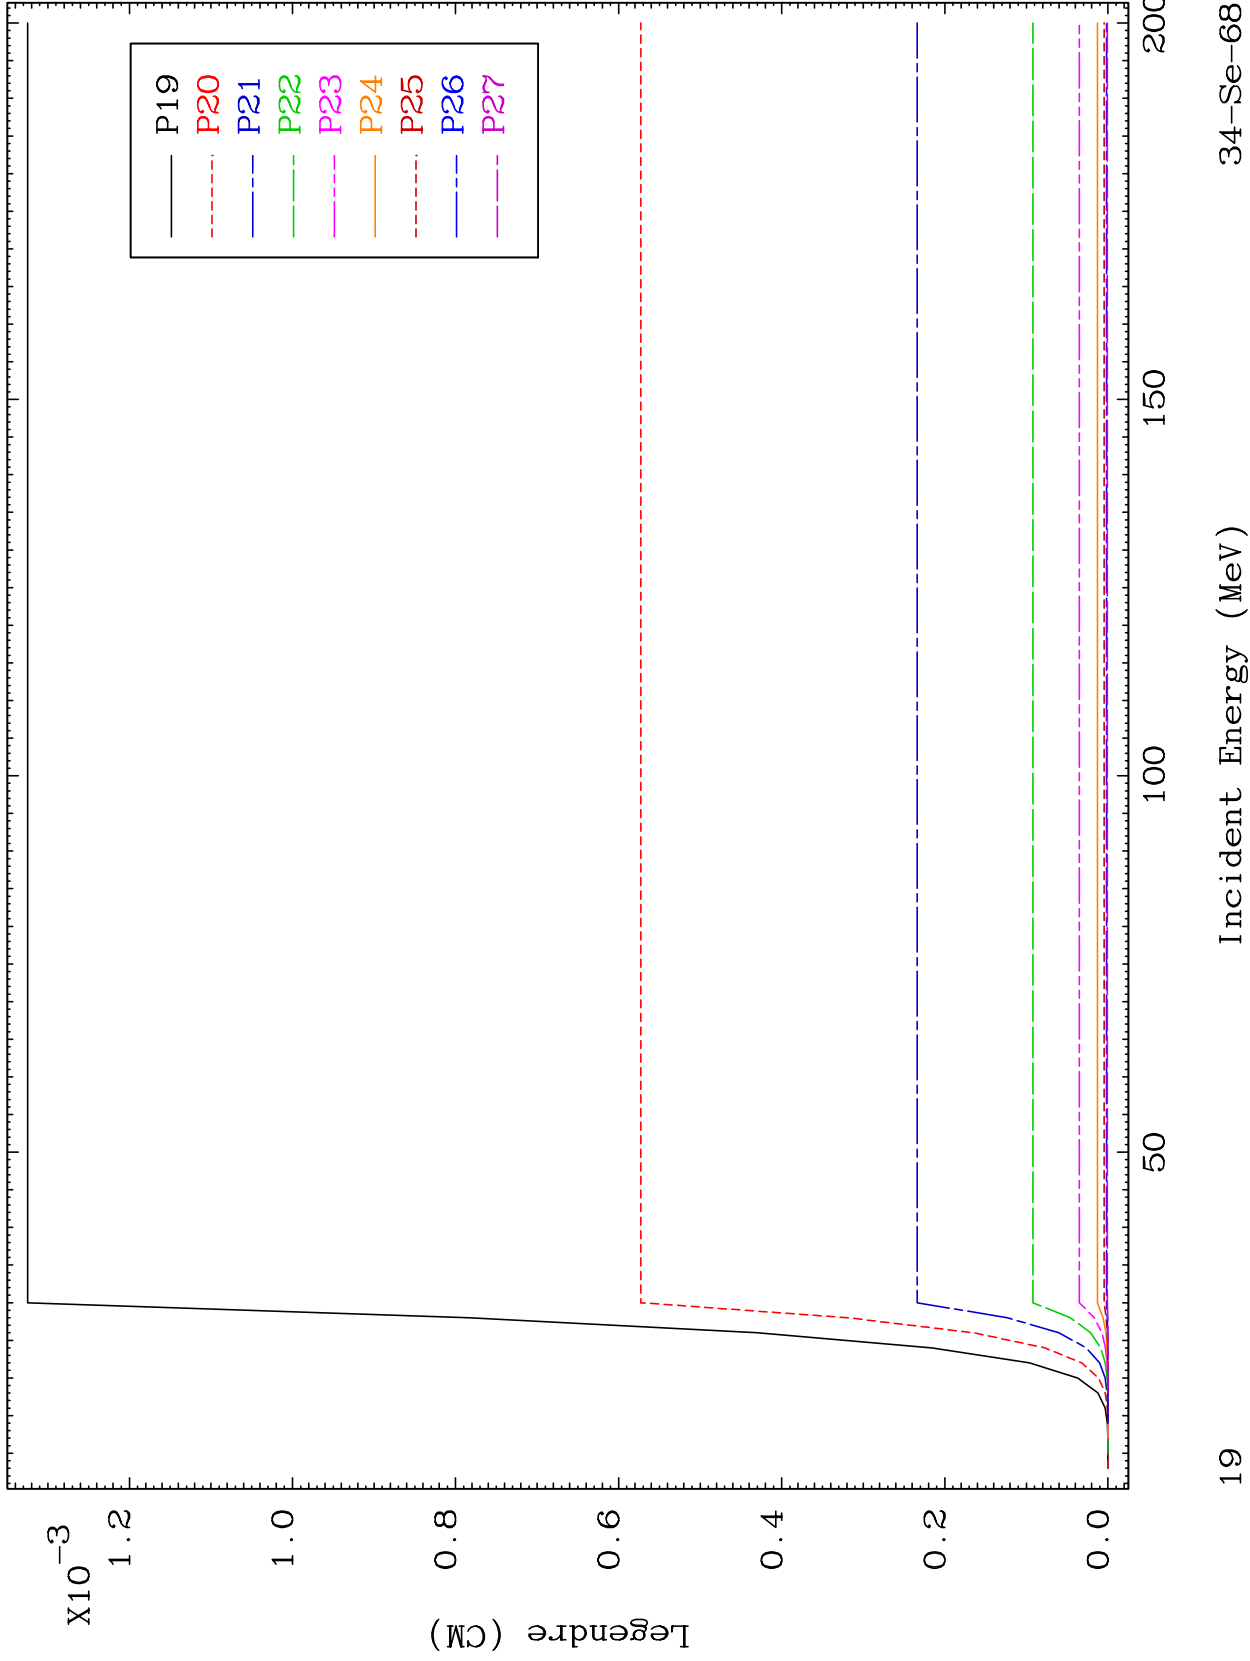 X10-3
1.2
1.0
0.8
0.6
0.4
0.2
0.0
Legendre (CM)
P19
P20
P21
P22
P23
P24
P25
P26
P27
50
100
150
200
Incident Energy (MeV)
19
34-Se-68